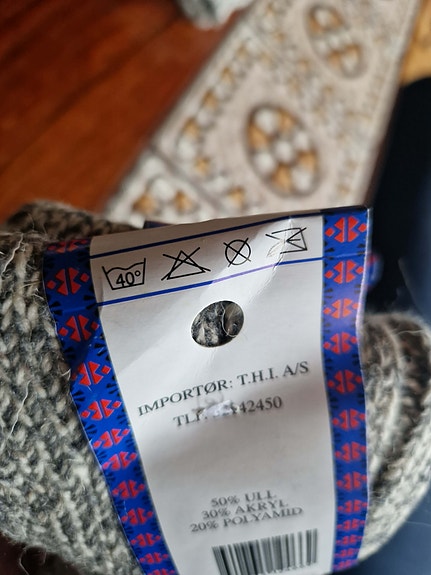 40°
IMPORTØR: T.H.I. A/S
TLF. 42450
50% ULL
30% AKRYL
20% POLYAMID